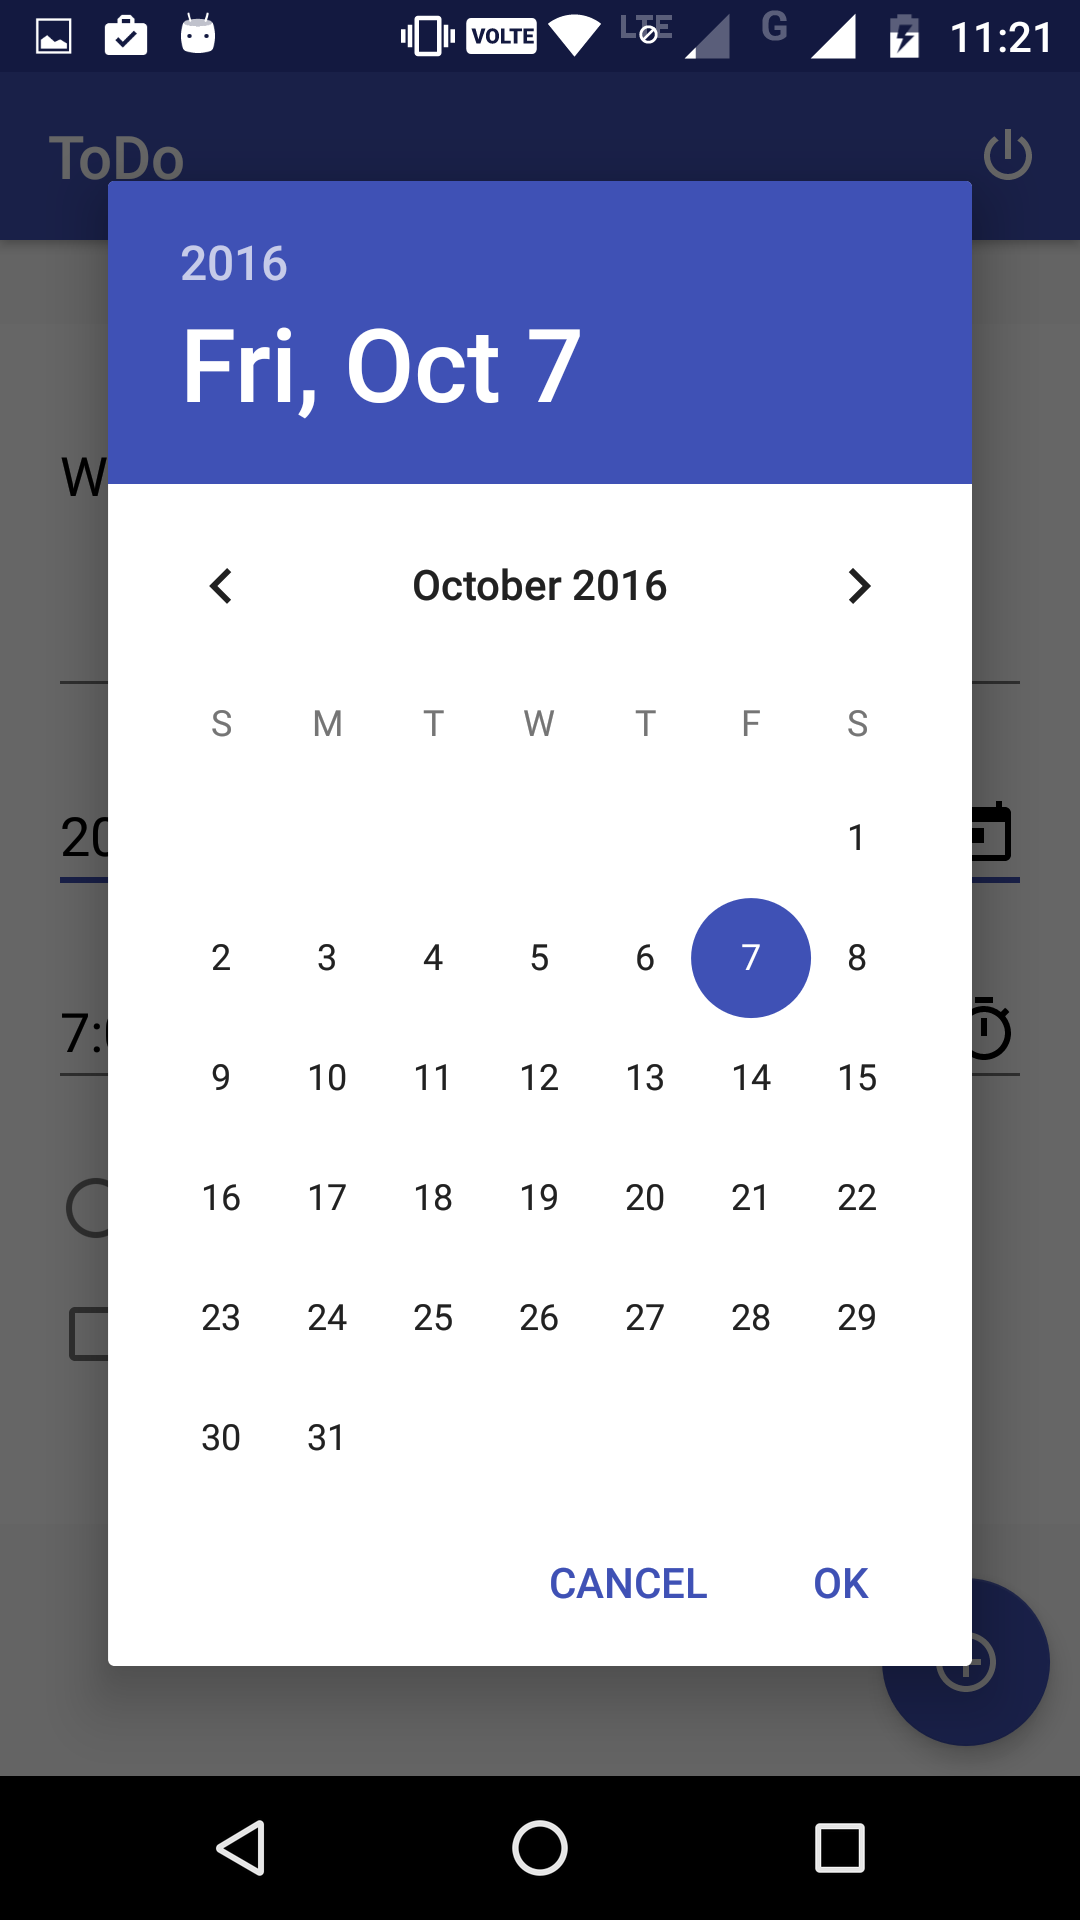 VOLTE LTE G 11:21
ToDo
2016
Fri, Oct 7
W
October 2016
S M T W T F S
20
1
2 3 4 5 6 7 8
7:
9 10 11 12 13 14 15
16 17 18 19 20 21 22
23 24 25 26 27 28 29
30 31
CANCEL OK